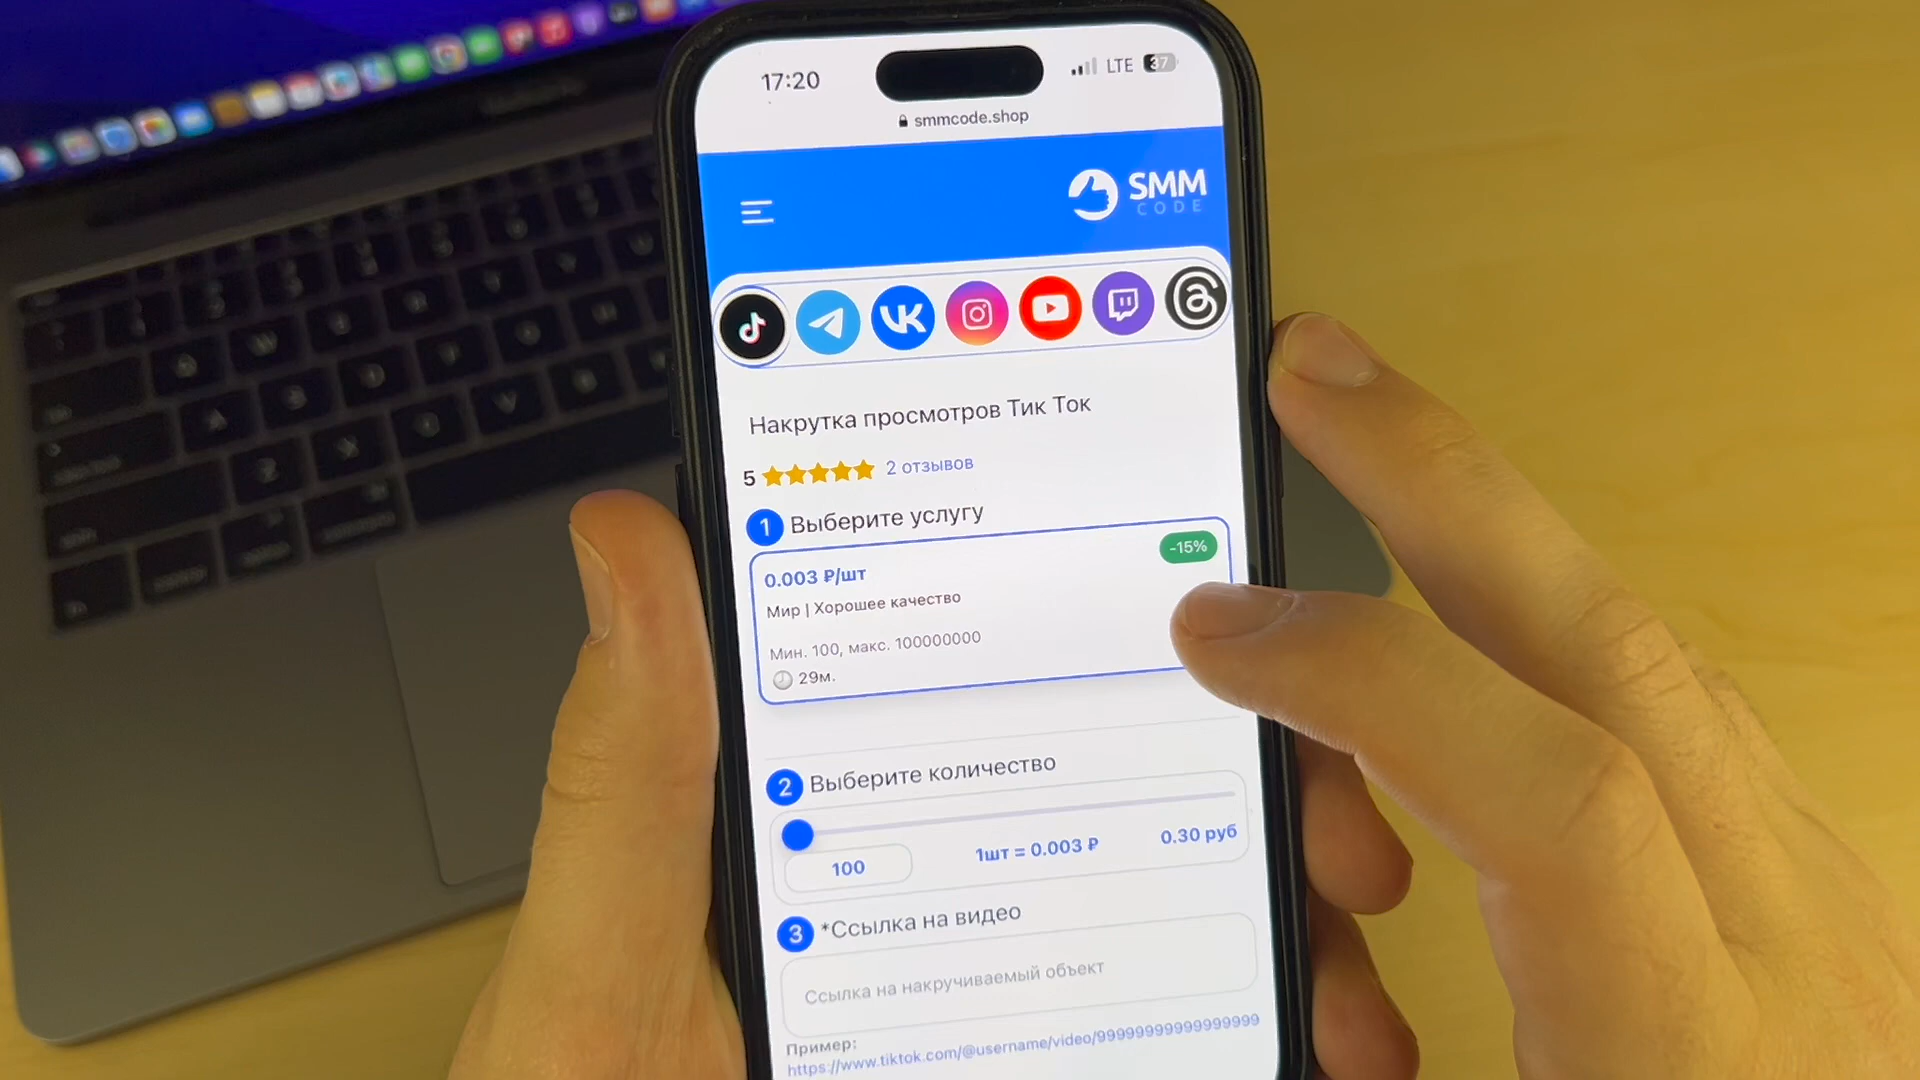 17:20
LTE 37
smmcode.shop
SMM
CODE
VK
Накрутка просмотров Тик Ток
5 2 отзывов
1 Выберите услугу
-15%
0.003 ₽/шт
Мир | Хорошее качество
Мин. 100, макс. 100000000
29м.
2 Выберите количество
100 1шт = 0.003 ₽ 0.30 руб
3 *Ссылка на видео
Ссылка на накручиваемый объект
Пример:
https://www.tiktok.com/@username/video/99999999999999999